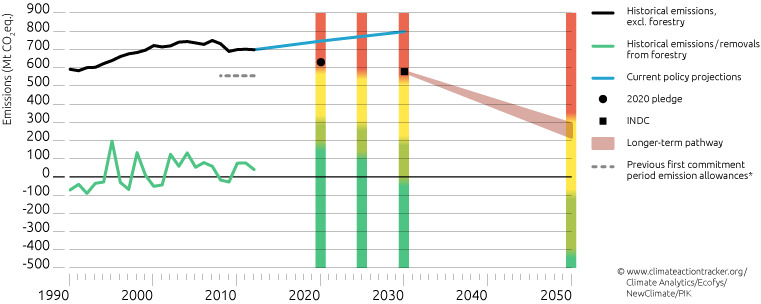 Emissions (Mt CO2eq.)
900
800
700
600
500
400
300
200
100
0
-100
-200
-300
-400
-500
1990
2000
2010
2020
2030
2040
2050
Historical emissions,
excl. forestry
Historical emissions/removals
from forestry
Current policy projections
2020 pledge
INDC
Longer-term pathway
Previous first commitment
period emission allowances*
© www.climateactiontracker.org/
Climate Analytics/Ecofys/
NewClimate/PIK